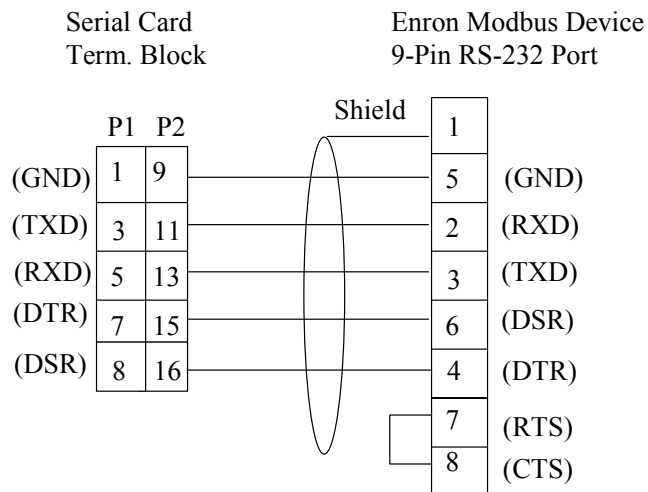 Serial Card Enron Modbus Device
Term. Block 9-Pin RS-232 Port
Shield
P1 P2 1
(GND) 1 9 5 (GND)
(TXD) 3 11 2 (RXD)
(RXD) 5 13 3 (TXD)
(DTR) 7 15 6 (DSR)
(DSR) 8 16 4 (DTR)
7 (RTS)
8 (CTS)